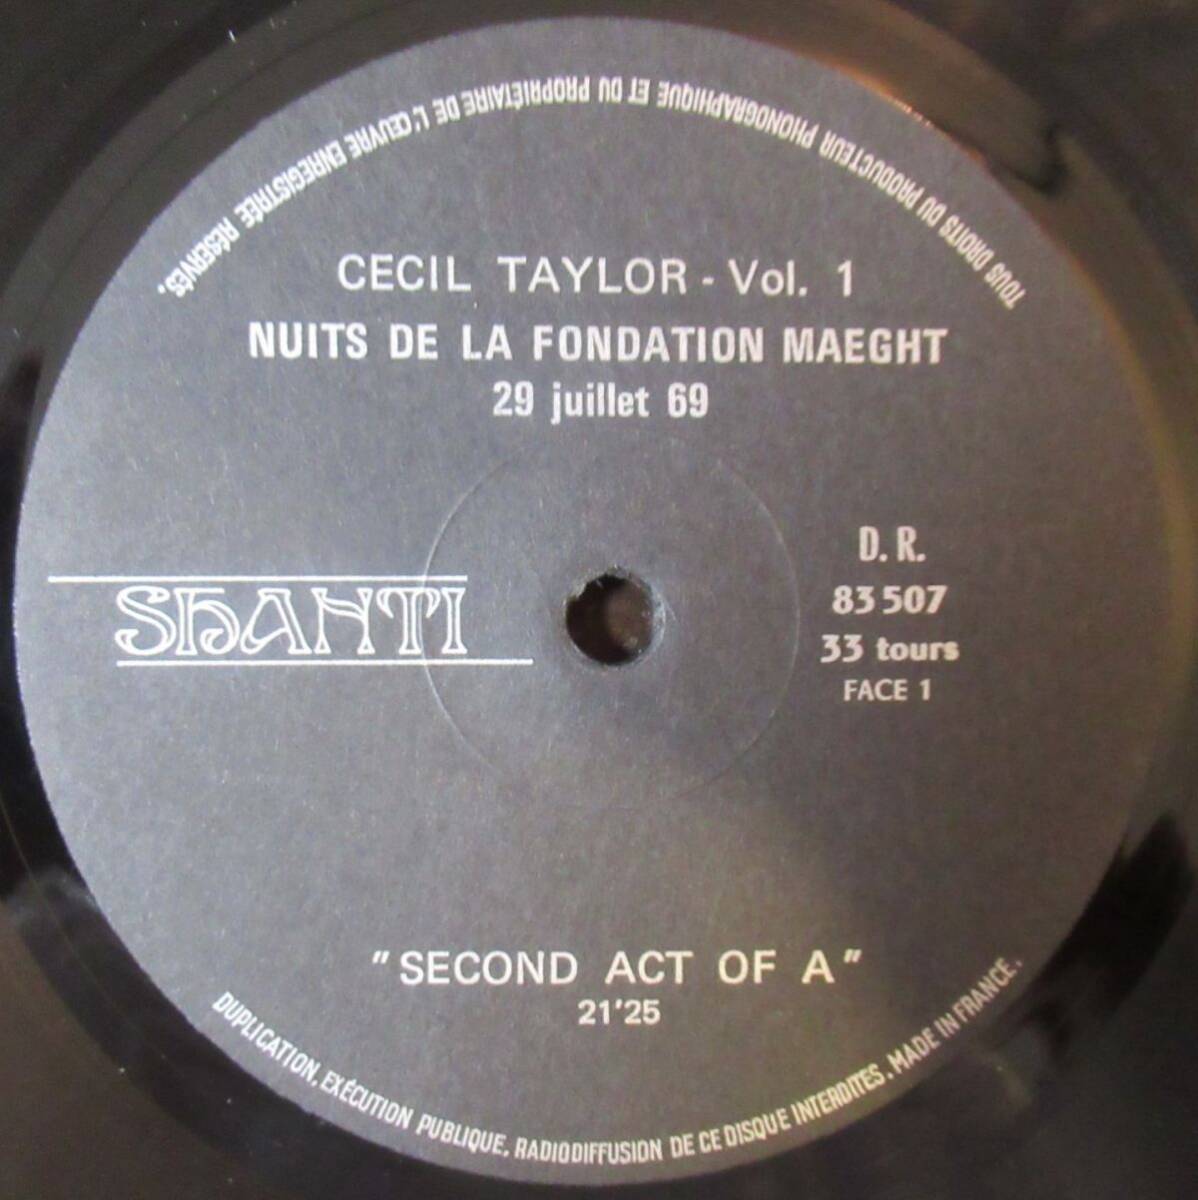 TOUS DROITS DU PRODUCTEUR PHONOGRAPHIQUE ET DU PROPRIÉTAIRE DE L'ŒUVRE ENREGISTRÉE RÉSERVÉS.
CECIL TAYLOR - Vol. 1
NUITS DE LA FONDATION MAEGHT
29 juillet 69
SHANTI
D. R.
83 507
33 tours
FACE 1
"SECOND ACT OF A"
21'25
DUPLICATION, EXÉCUTION PUBLIQUE, RADIODIFFUSION DE CE DISQUE INTERDITES. MADE IN FRANCE.